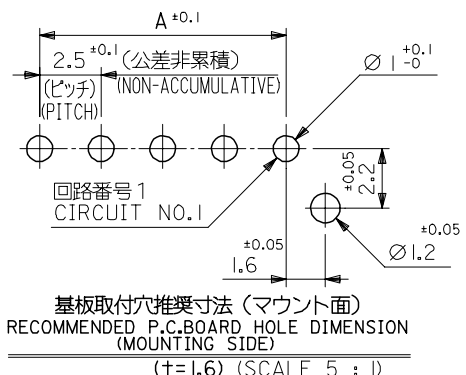 A ±0.1
2.5 ±0.1 (公差非累積)
(ピッチ) (NON-ACCUMULATIVE)
(PITCH)
Ø 1 +0.1 -0
回路番号 1
CIRCUIT NO.1
2.2 ±0.05
1.6 ±0.05
Ø1.2 ±0.05
基板取付穴推奨寸法 (マウント面)
RECOMMENDED P.C.BOARD HOLE DIMENSION
(MOUNTING SIDE)
(t=1.6) (SCALE 5 : 1)